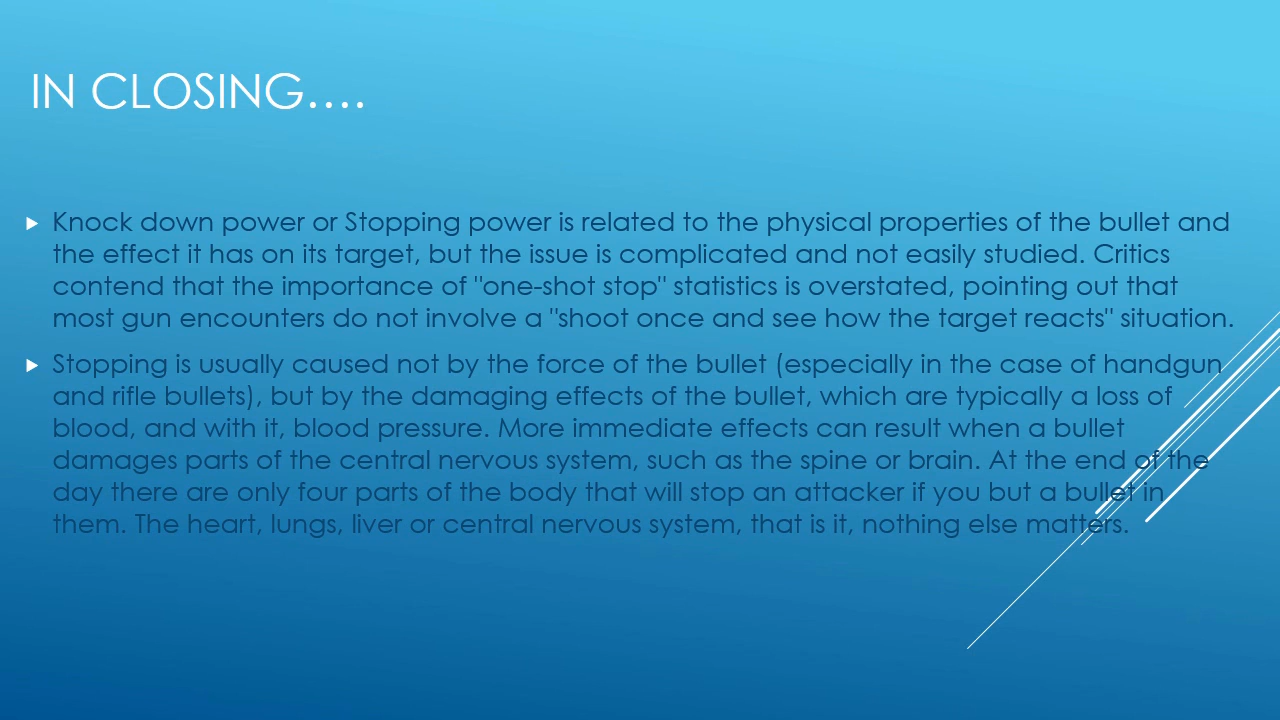 IN CLOSING….
Knock down power or Stopping power is related to the physical properties of the bullet and
the effect it has on its target, but the issue is complicated and not easily studied. Critics
contend that the importance of "one-shot stop" statistics is overstated, pointing out that
most gun encounters do not involve a "shoot once and see how the target reacts" situation.
Stopping is usually caused not by the force of the bullet (especially in the case of handgun
and rifle bullets), but by the damaging effects of the bullet, which are typically a loss of
blood, and with it, blood pressure. More immediate effects can result when a bullet
damages parts of the central nervous system, such as the spine or brain. At the end of the
day there are only four parts of the body that will stop an attacker if you but a bullet in
them. The heart, lungs, liver or central nervous system, that is it, nothing else matters.